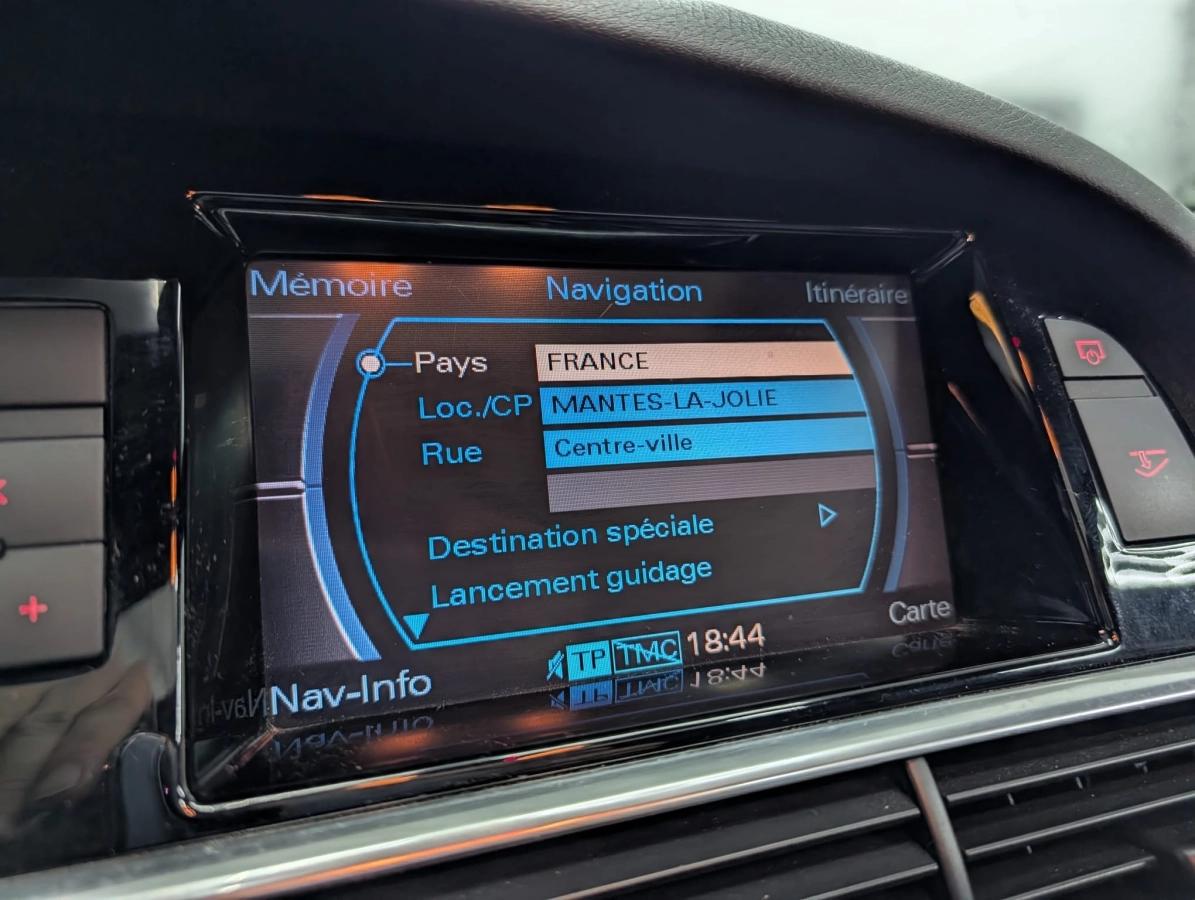 Mémoire Navigation Itinéraire
Pays FRANCE
Loc./CP MANTES-LA-JOLIE
Rue Centre-ville
Destination spéciale
Lancement guidage
Carte
TP TMC 18:44
Nav-Info